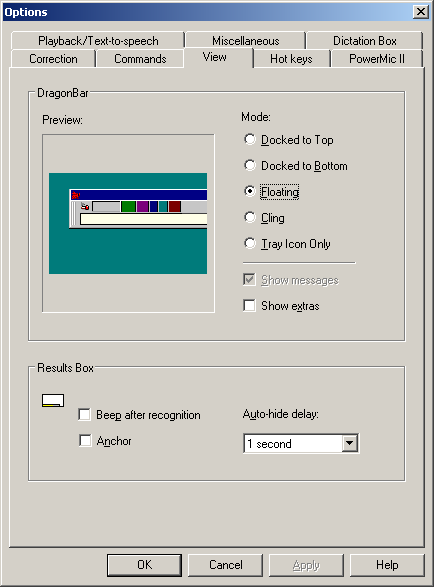 Options
Playback/Text-to-speech Miscellaneous Dictation Box
Correction Commands View Hot keys PowerMic II
DragonBar
Preview:
Mode:
Docked to Top
Docked to Bottom
Floating
Cling
Tray Icon Only
Show messages
Show extras
Results Box
Beep after recognition
Anchor
Auto-hide delay:
1 second
OK Cancel Apply Help